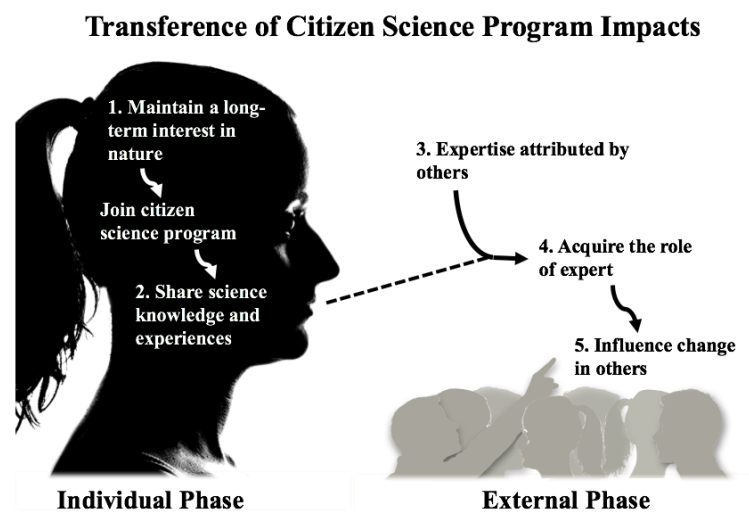 Transference of Citizen Science Program Impacts
1. Maintain a long-
term interest in
nature
Join citizen
science program
2. Share science
knowledge and
experiences
3. Expertise attributed by
others
4. Acquire the role
of expert
5. Influence change
in others
Individual Phase
External Phase